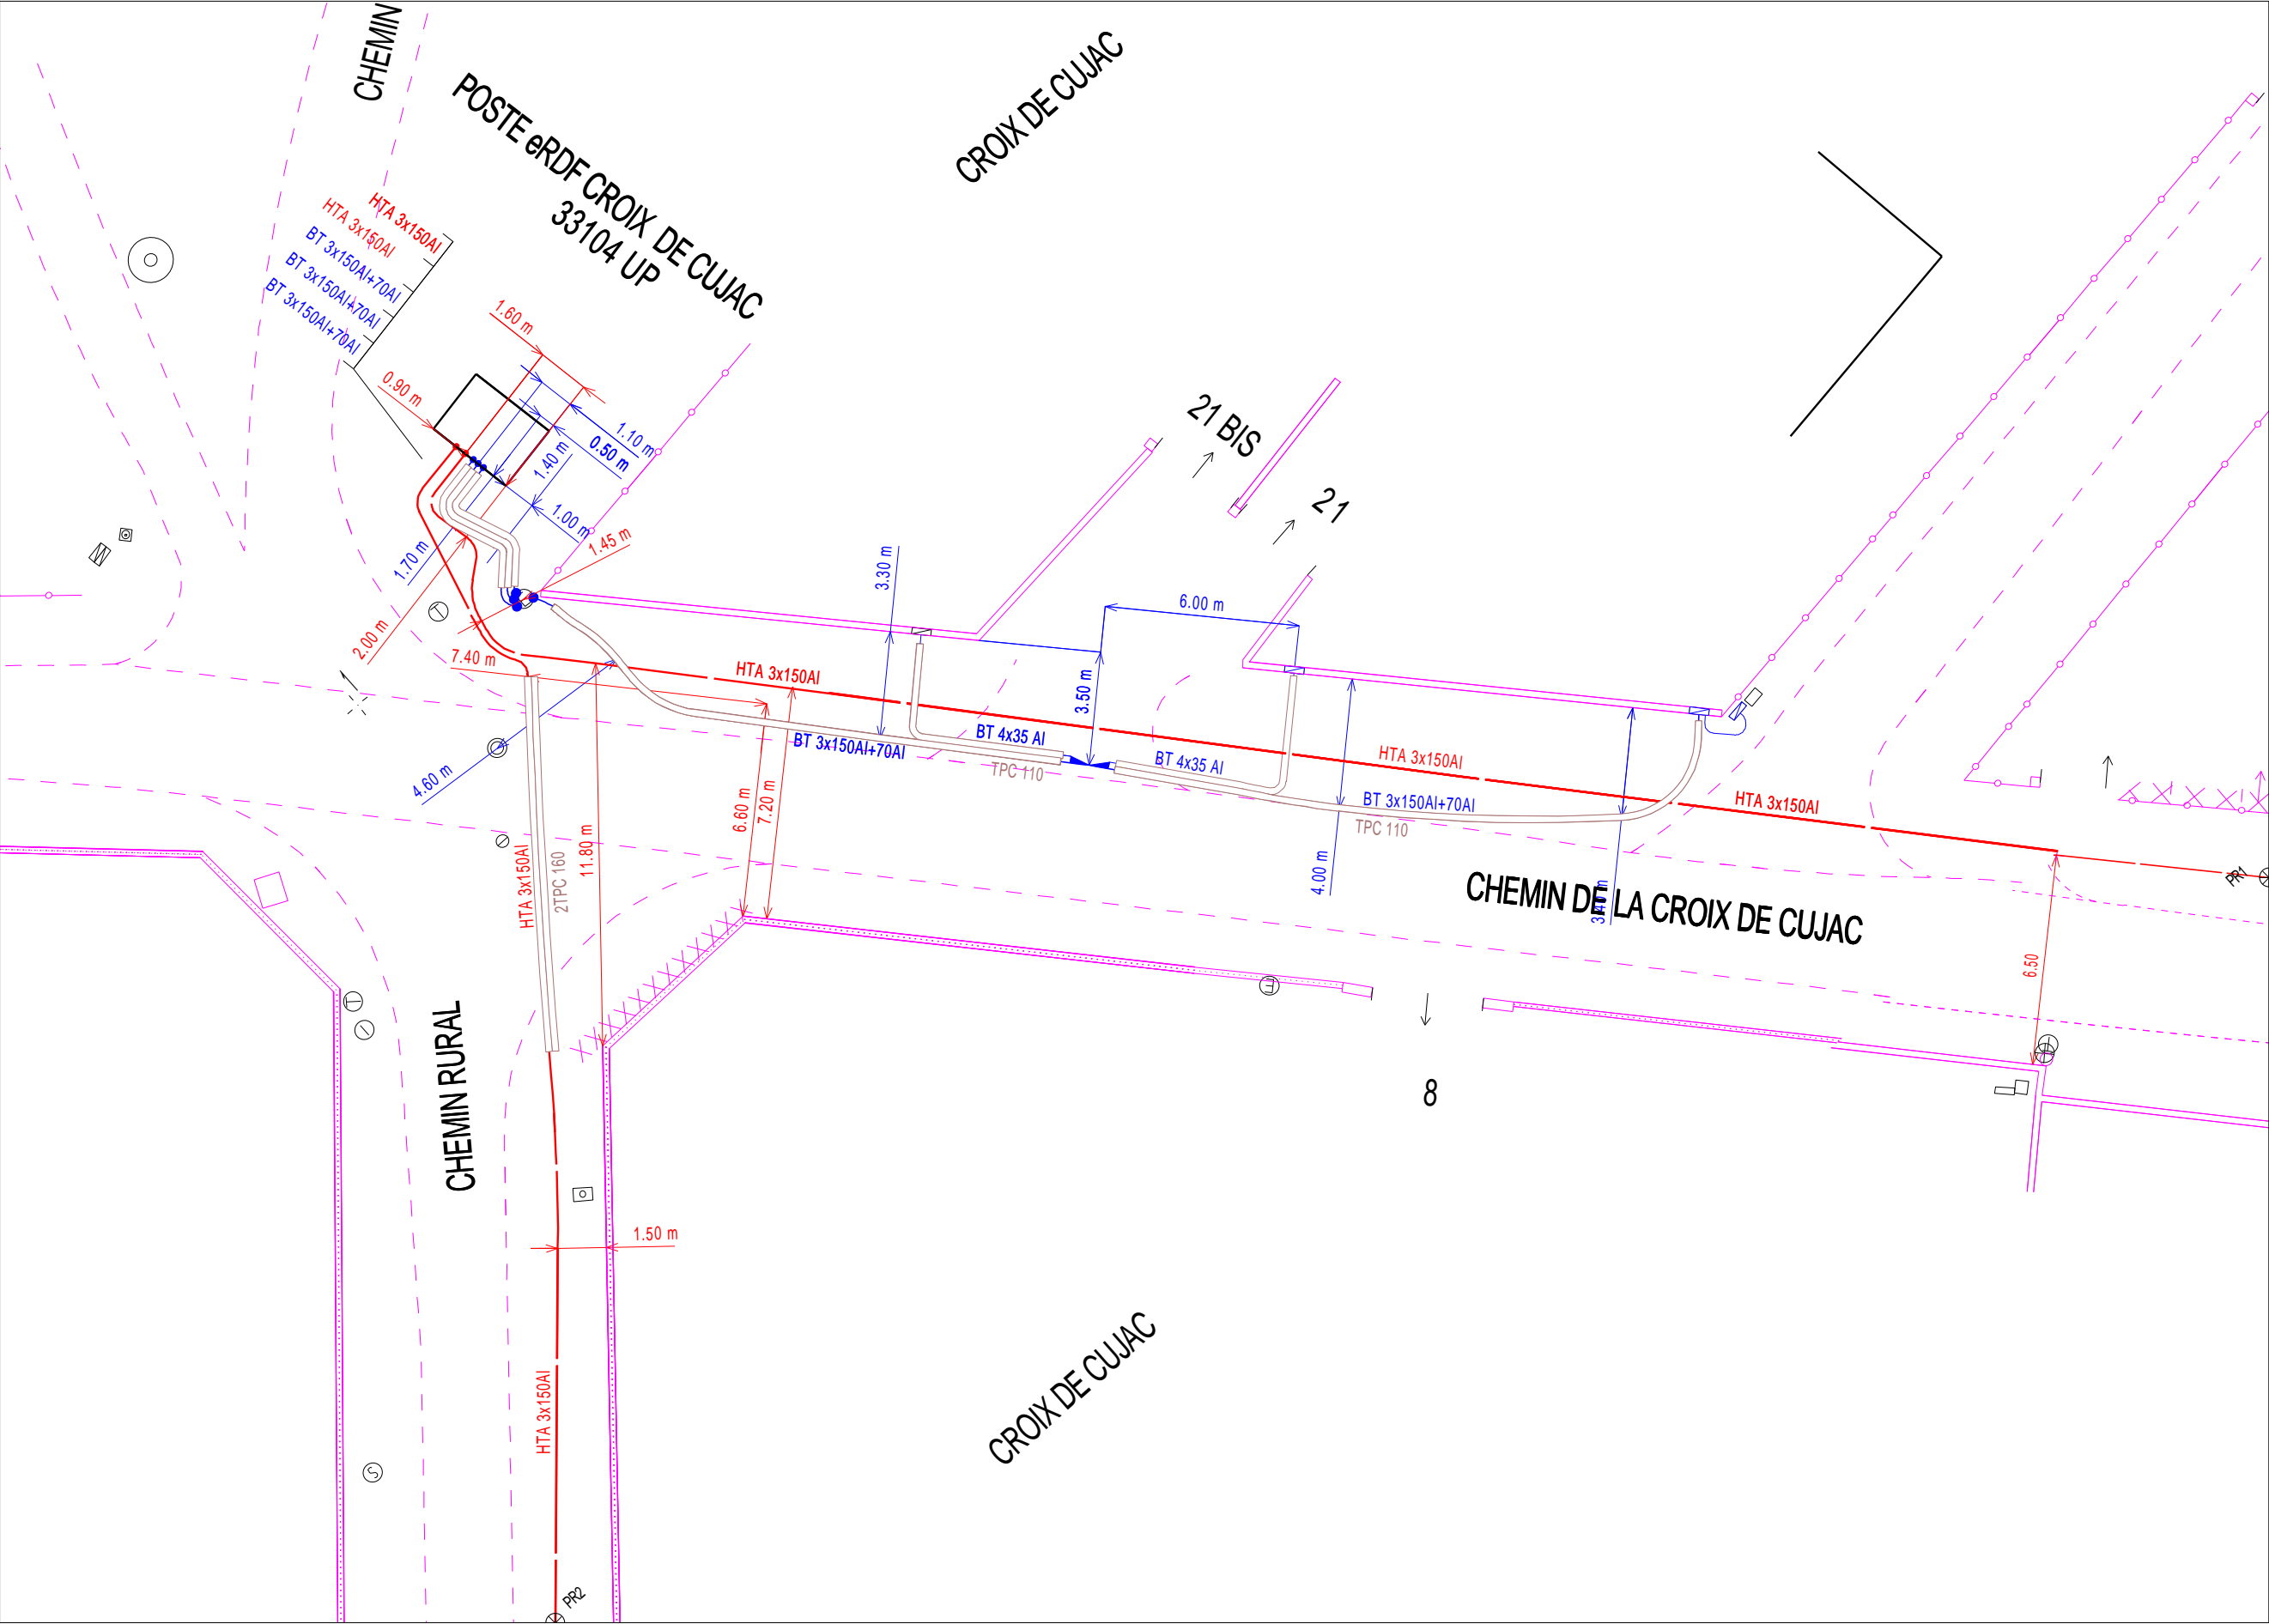 CHEMIN
POSTE eRDF CROIX DE CUJAC
33104 UP
CROIX DE CUJAC
HTA 3x150Al
HTA 3x150Al
BT 3x150Al+70Al
BT 3x150Al+70Al
BT 3x150Al+70Al
1.60 m
0.90 m
1.10 m
0.50 m
1.40 m
1.00 m
1.45 m
1.70 m
2.00 m
21 BIS
21
3.30 m
6.00 m
7.40 m
HTA 3x150Al
3.50 m
BT 4x35 Al
BT 3x150Al+70Al
TPC 110
BT 4x35 Al
HTA 3x150Al
BT 3x150Al+70Al
TPC 110
HTA 3x150Al
4.60 m
6.60 m
7.20 m
11.80 m
HTA 3x150Al
2TPC 160
4.00 m
3.40 m
CHEMIN DE LA CROIX DE CUJAC
PR1
6.50
T
T
I
E
8
CHEMIN RURAL
1.50 m
HTA 3x150Al
CROIX DE CUJAC
S
PR2